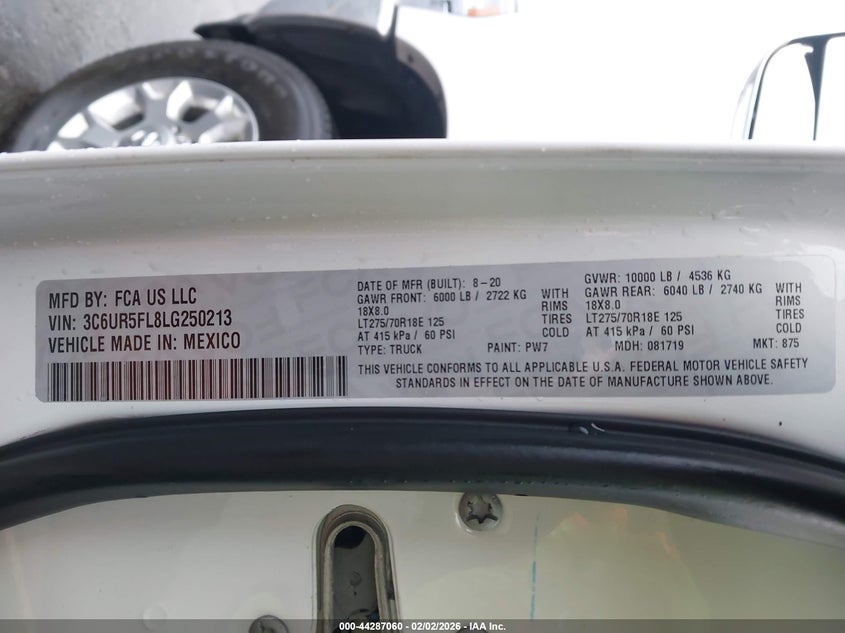 MFD BY: FCA US LLC
VIN: 3C6UR5FL8LG250213
VEHICLE MADE IN: MEXICO
DATE OF MFR (BUILT): 8-20
GAWR FRONT: 6000 LB / 2722 KG WITH
18X8.0 TIRES
LT275/70R18E 125 COLD
AT 415 kPa / 60 PSI
TYPE: TRUCK PAINT: PW7
GVWR: 10000 LB / 4536 KG
GAWR REAR: 6040 LB / 2740 KG WITH
18X8.0 TIRES
LT275/70R18E 125 COLD
AT 415 kPa / 60 PSI
MDH: 081719 MKT: 875
THIS VEHICLE CONFORMS TO ALL APPLICABLE U.S.A. FEDERAL MOTOR VEHICLE SAFETY
STANDARDS IN EFFECT ON THE DATE OF MANUFACTURE SHOWN ABOVE.
000-44287060 - 02/02/2026 - IAA Inc.